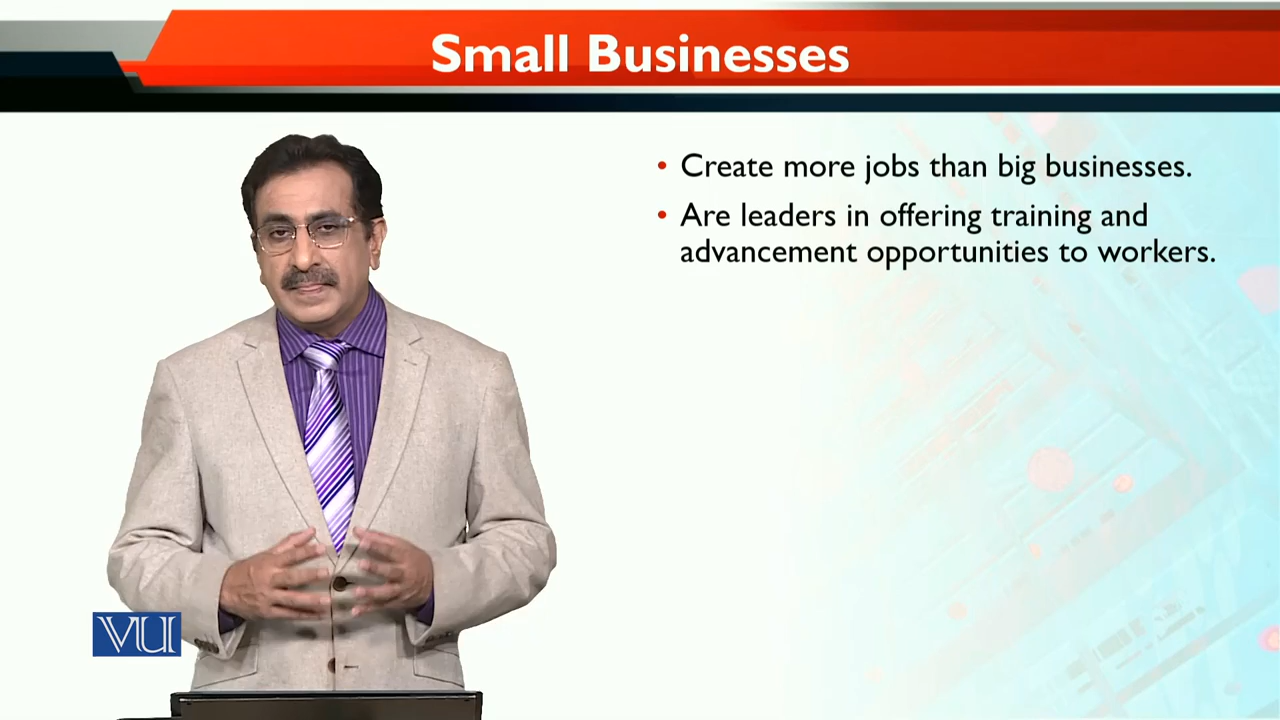 Small Businesses
• Create more jobs than big businesses.
• Are leaders in offering training and
advancement opportunities to workers.
VU